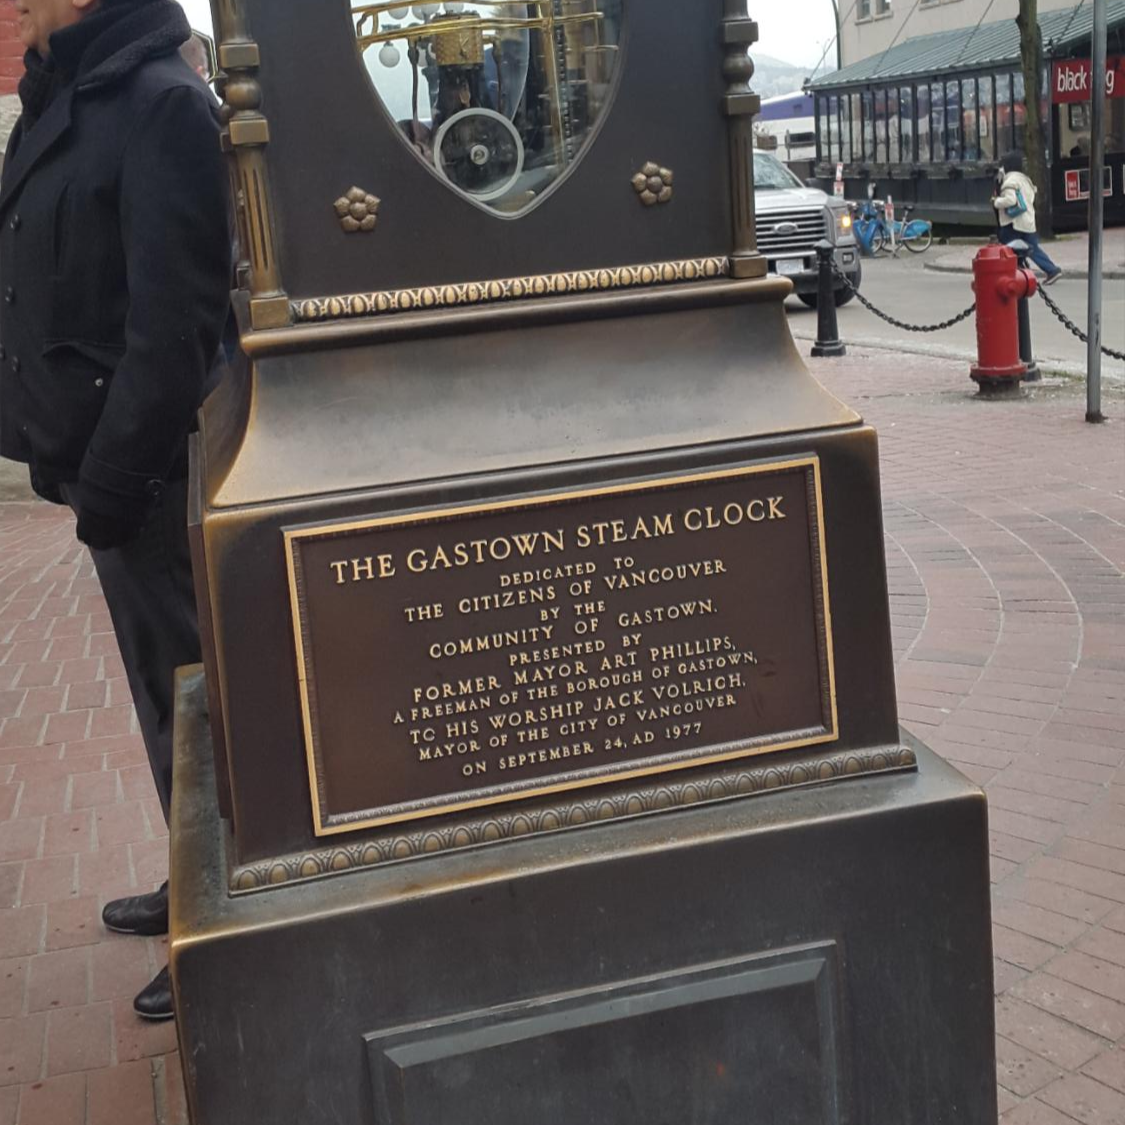 THE GASTOWN STEAM CLOCK
DEDICATED TO
THE CITIZENS OF VANCOUVER
BY THE
COMMUNITY OF GASTOWN.
PRESENTED BY
FORMER MAYOR ART PHILLIPS,
A FREEMAN OF THE BOROUGH OF GASTOWN,
TO HIS WORSHIP JACK VOLRICH,
MAYOR OF THE CITY OF VANCOUVER
ON SEPTEMBER 24, AD 1977
black